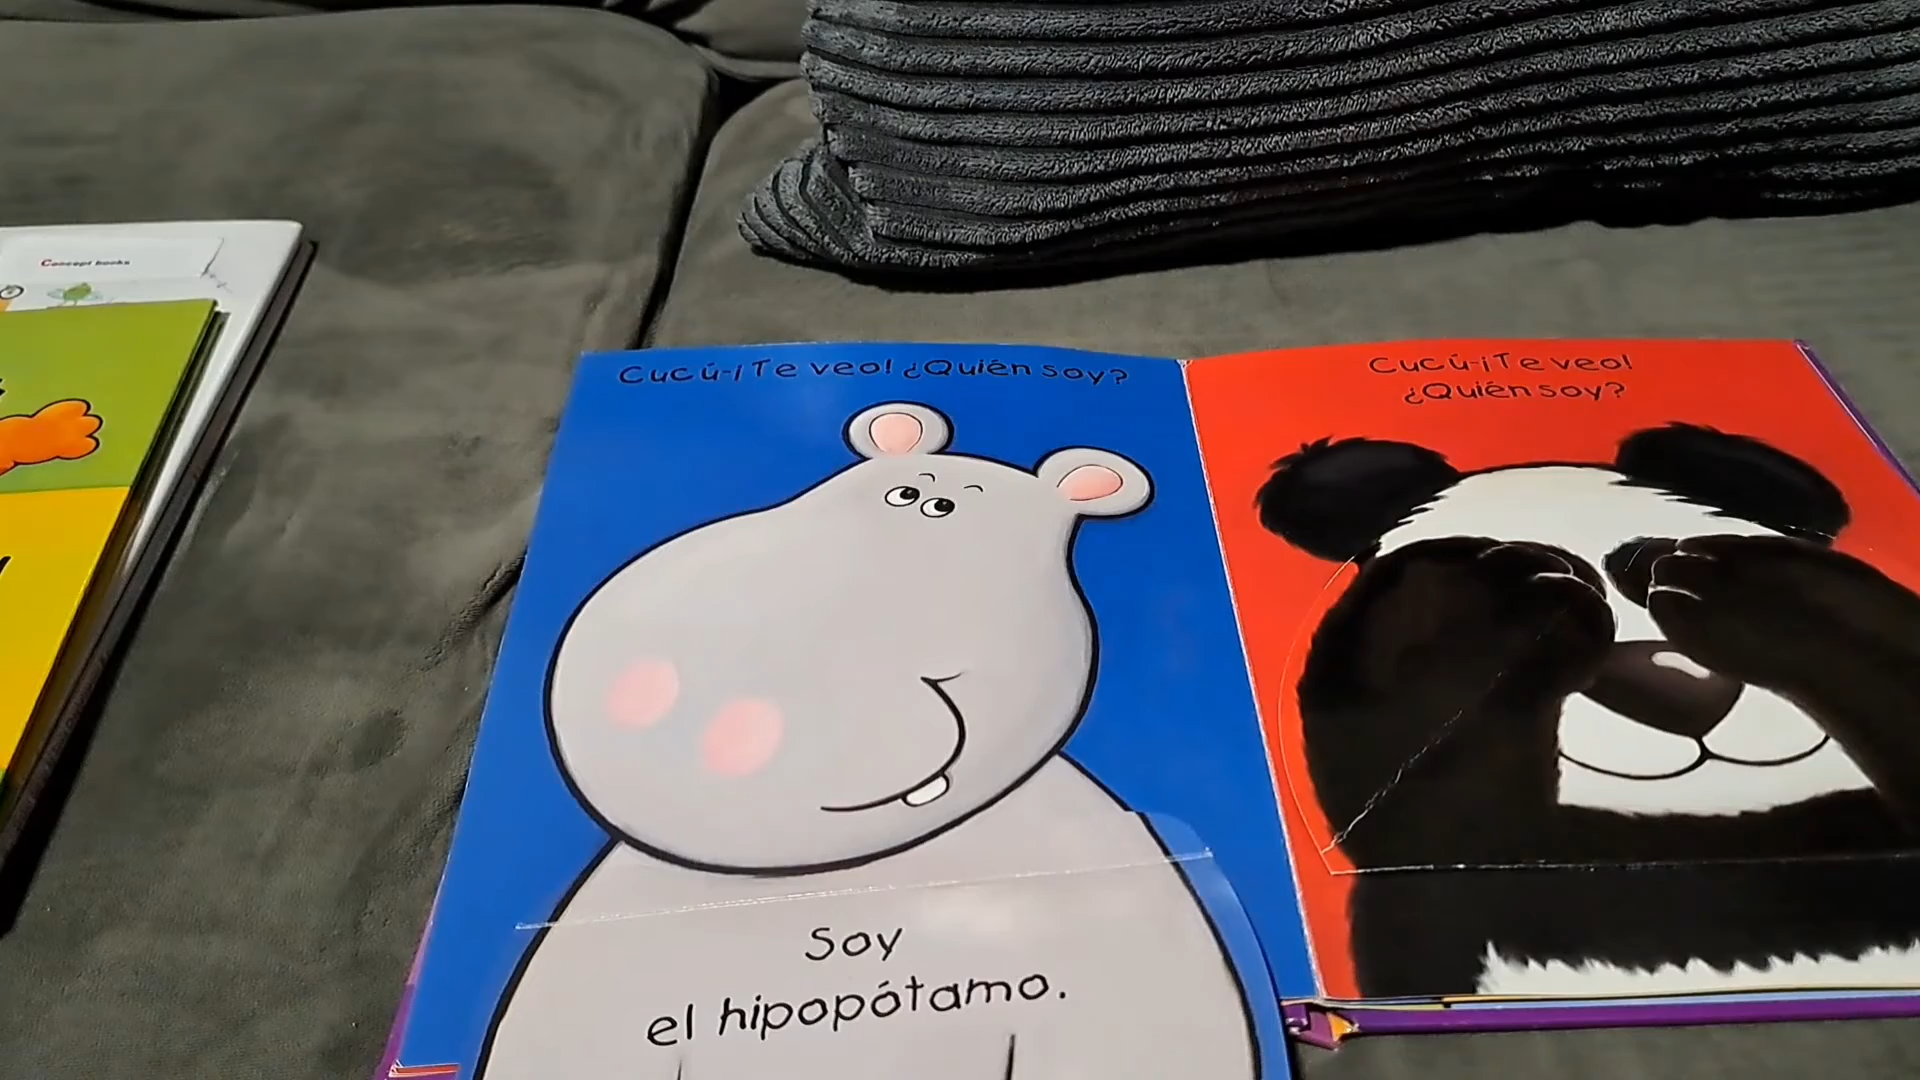 Concept books
Cucú-¡Te veo! ¿Quién soy?
Soy
el hipopótamo.
Cucú-¡Te veo!
¿Quién soy?